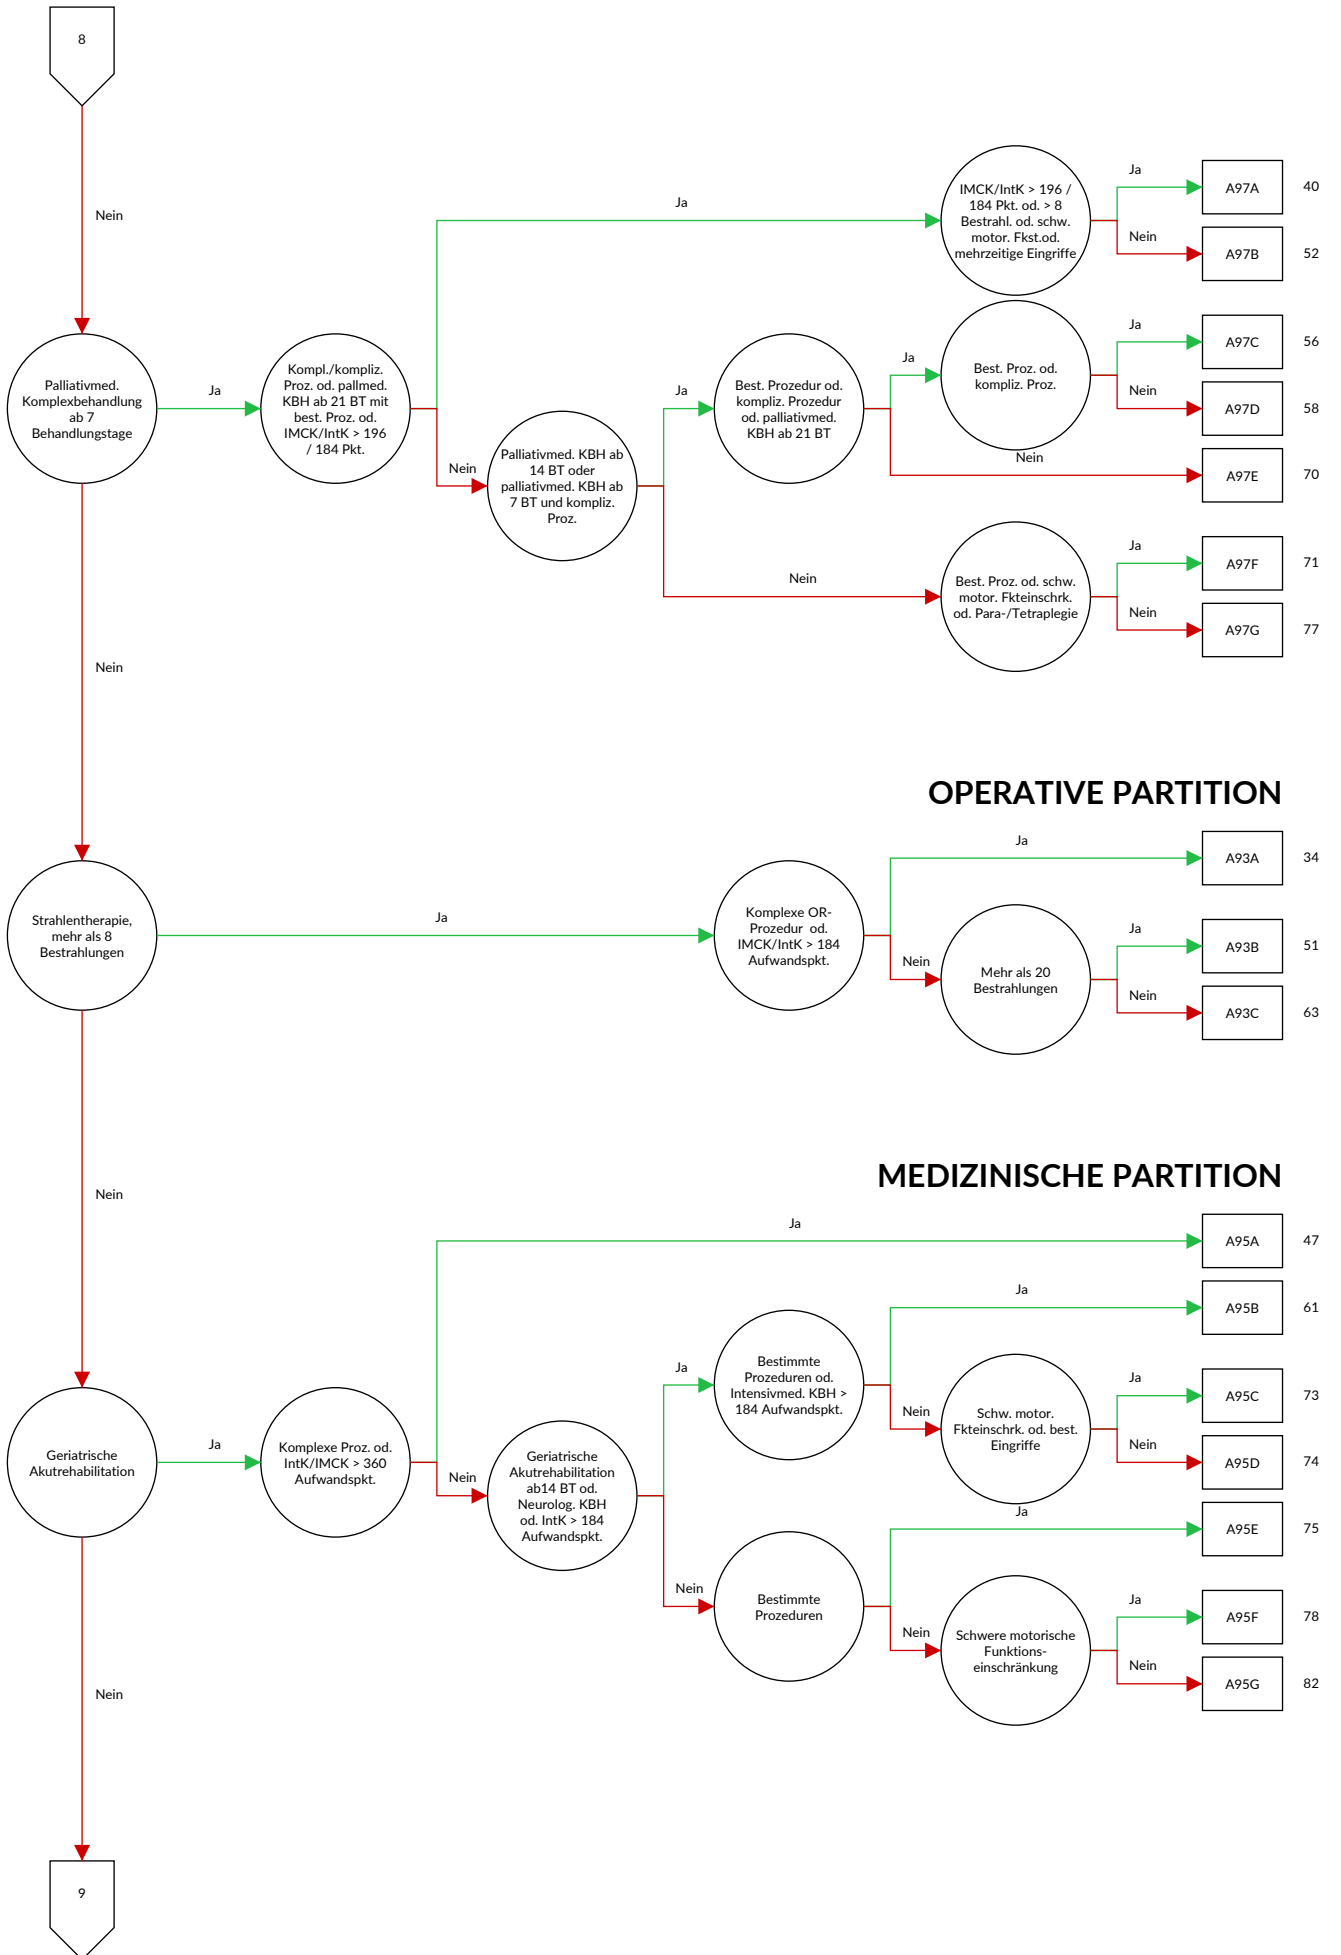 8
Nein
Palliativmed.
Komplexbehandlung
ab 7
Behandlungstage
Ja
Kompl./kompliz.
Proz. od. pallmed.
KBH ab 21 BT mit
best. Proz. od.
IMCK/IntK > 196
/ 184 Pkt.
Ja
IMCK/IntK > 196 /
184 Pkt. od. > 8
Bestrahl. od. schw.
motor. Fkst.od.
mehrzeitige Eingriffe
Ja
A97A
40
Nein
A97B
52
Nein
Palliativmed. KBH ab
14 BT oder
palliativmed. KBH ab
7 BT und kompliz.
Proz.
Ja
Best. Prozedur od.
kompliz. Prozedur
od. palliativmed.
KBH ab 21 BT
Ja
Best. Proz. od.
kompliz. Proz.
Ja
A97C
56
Nein
A97D
58
Nein
A97E
70
Nein
Best. Proz. od. schw.
motor. Fkteinschrk.
od. Para-/Tetraplegie
Ja
A97F
71
Nein
A97G
77
Nein
OPERATIVE PARTITION
Strahlentherapie,
mehr als 8
Bestrahlungen
Ja
Komplexe OR-
Prozedur od.
IMCK/IntK > 184
Aufwandspkt.
Ja
A93A
34
Nein
Mehr als 20
Bestrahlungen
Ja
A93B
51
Nein
A93C
63
Nein
MEDIZINISCHE PARTITION
Geriatrische
Akutrehabilitation
Ja
Komplexe Proz. od.
IntK/IMCK > 360
Aufwandspkt.
Ja
A95A
47
Nein
Geriatrische
Akutrehabilitation
ab14 BT od.
Neurolog. KBH
od. IntK > 184
Aufwandspkt.
Ja
Bestimmte
Prozeduren od.
Intensivmed. KBH >
184 Aufwandspkt.
Ja
A95B
61
Nein
Schw. motor.
Fkteinschrk. od. best.
Eingriffe
Ja
A95C
73
Nein
A95D
74
Nein
Bestimmte
Prozeduren
Ja
A95E
75
Nein
Schwere motorische
Funktions-
einschränkung
Ja
A95F
78
Nein
A95G
82
Nein
9